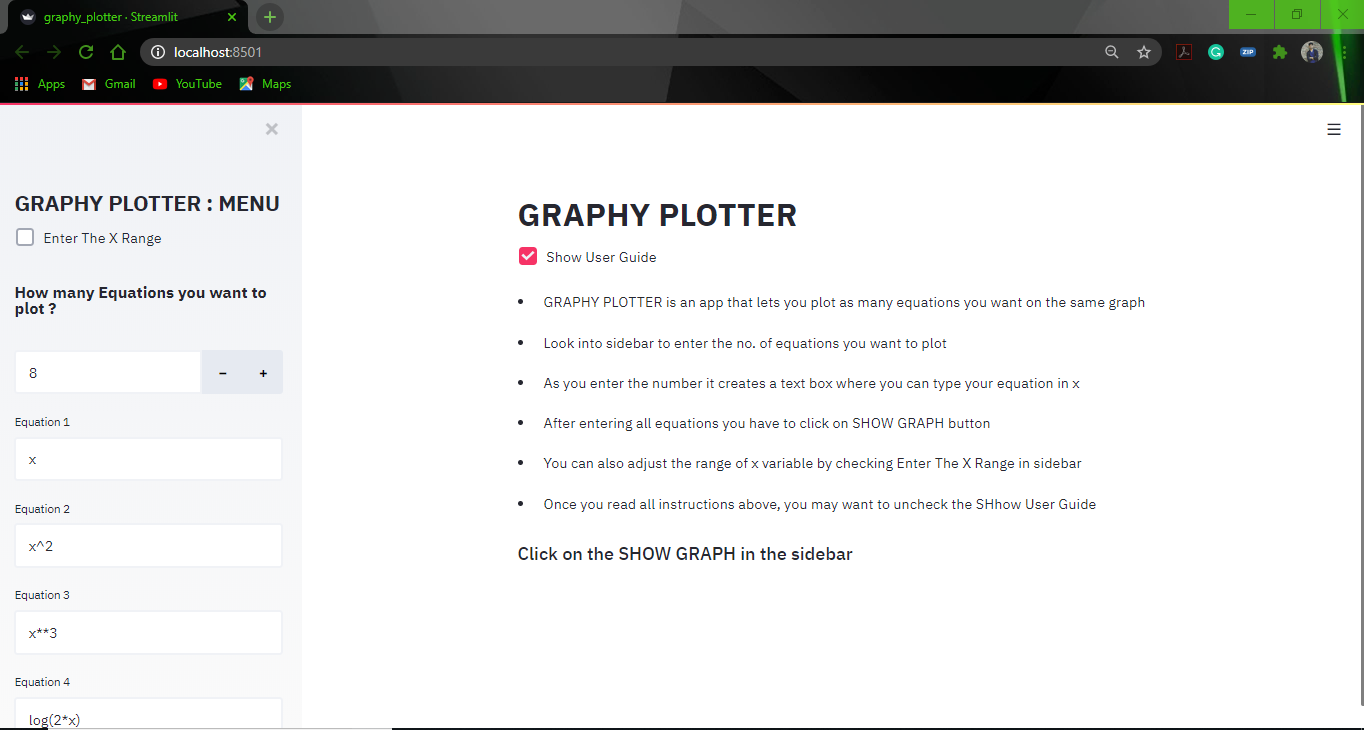 graphy_plotter · Streamlit
localhost:8501
ZIP
Apps
Gmail
YouTube
Maps
GRAPHY PLOTTER : MENU
Enter The X Range
How many Equations you want to
plot ?
8
Equation 1
x
Equation 2
x^2
Equation 3
x**3
Equation 4
log(2*x)
GRAPHY PLOTTER
Show User Guide
GRAPHY PLOTTER is an app that lets you plot as many equations you want on the same graph
Look into sidebar to enter the no. of equations you want to plot
As you enter the number it creates a text box where you can type your equation in x
After entering all equations you have to click on SHOW GRAPH button
You can also adjust the range of x variable by checking Enter The X Range in sidebar
Once you read all instructions above, you may want to uncheck the SHhow User Guide
Click on the SHOW GRAPH in the sidebar